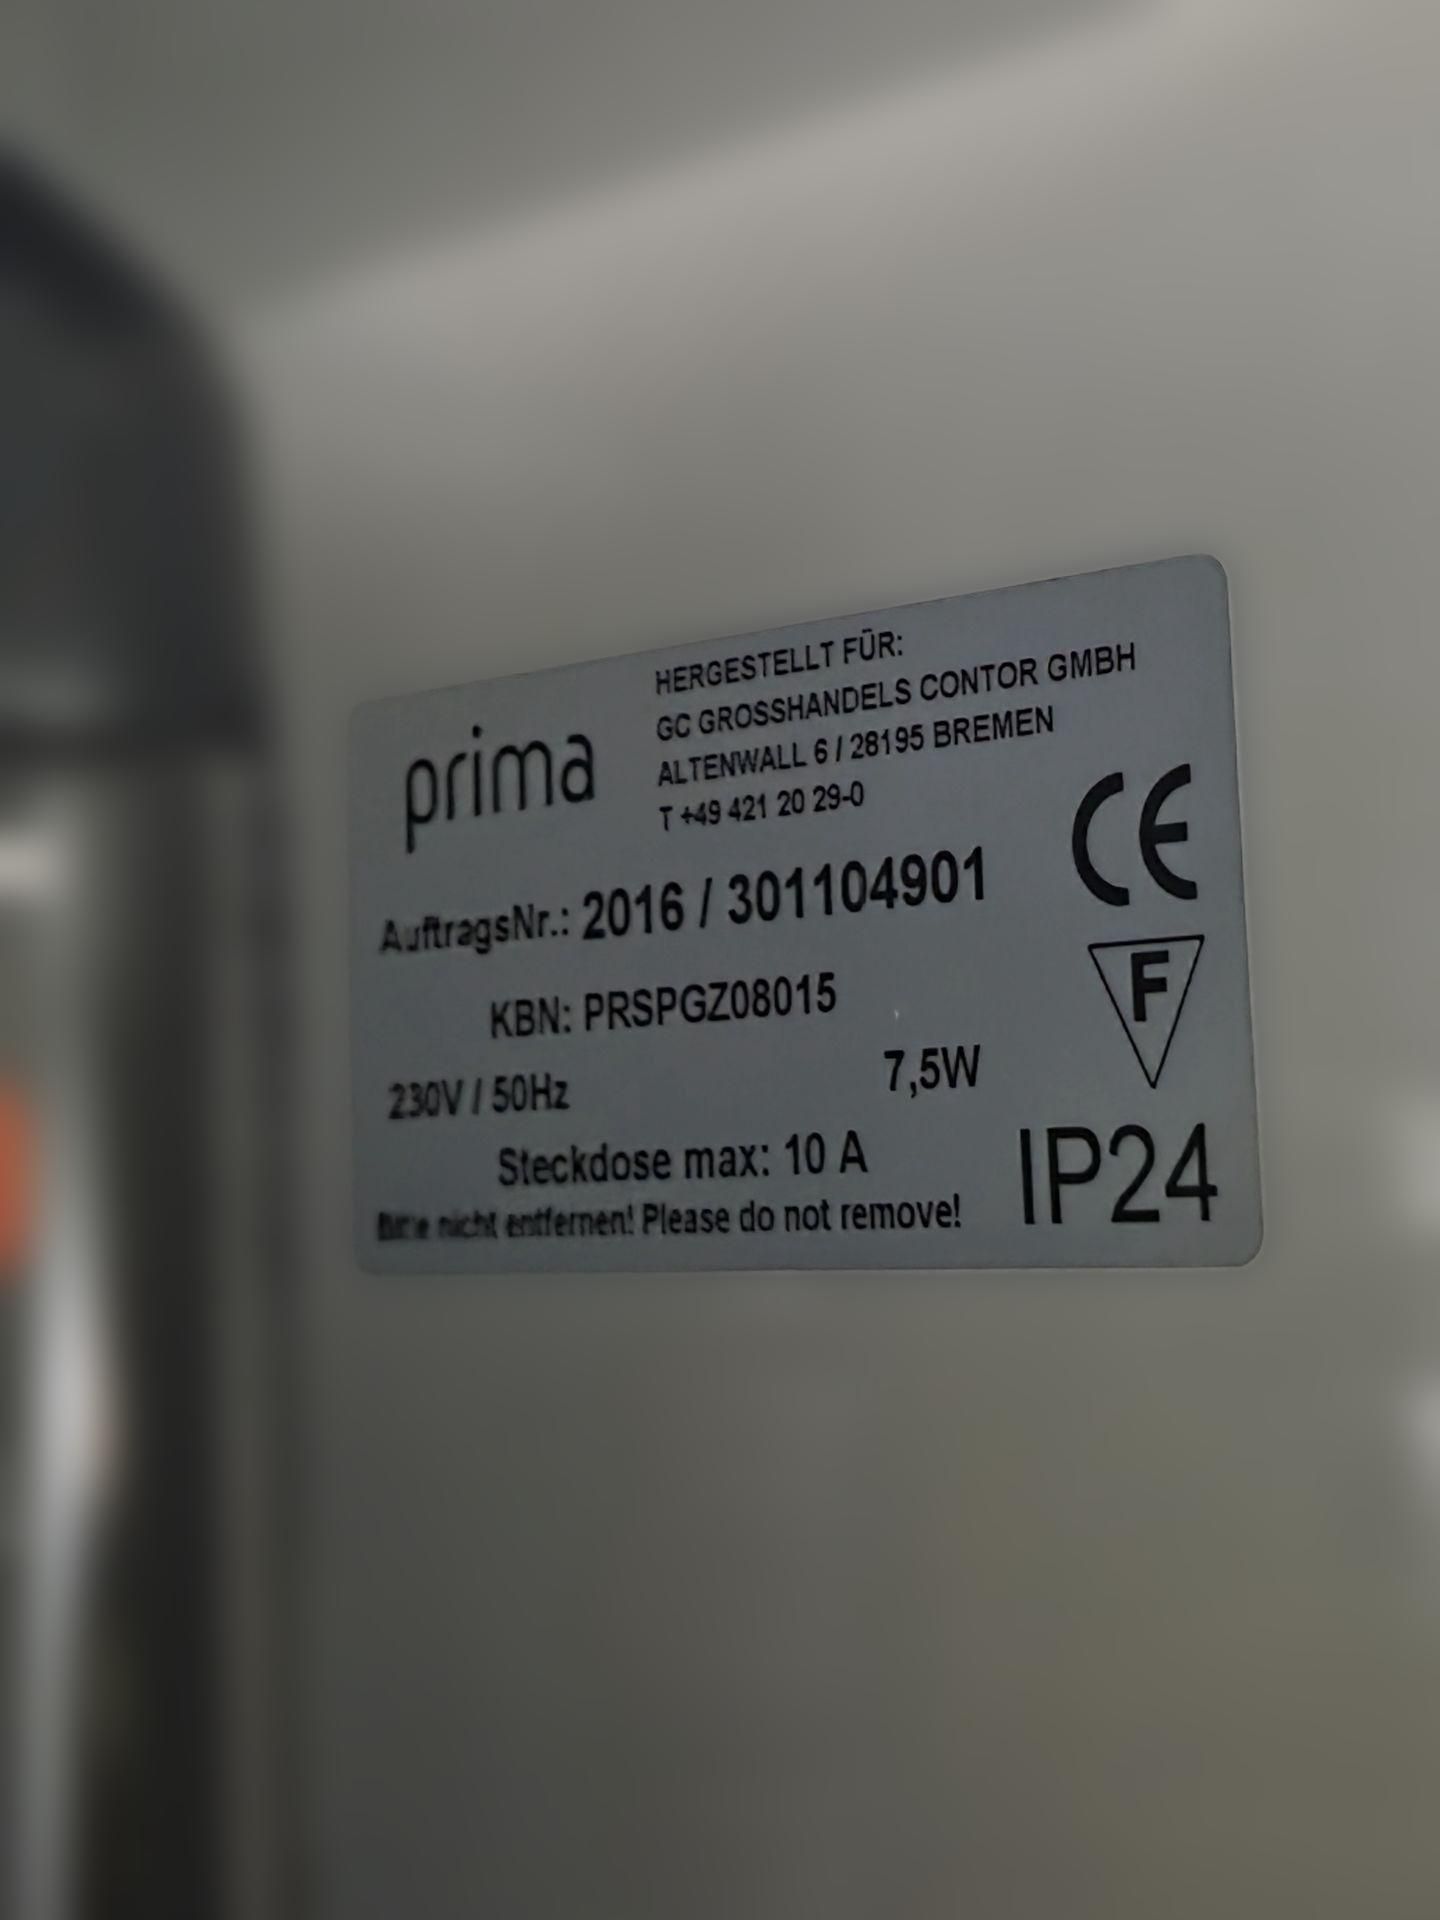 prima
HERGESTELLT FÜR:
GC GROSSHANDELS CONTOR GMBH
ALTENWALL 6 / 28195 BREMEN
T +49 421 20 29-0
CE
AuftragsNr.: 2016 / 301104901
F
KBN: PRSPGZ08015
230V / 50Hz 7,5W
Steckdose max: 10 A
IP24
Bitte nicht entfernen! Please do not remove!